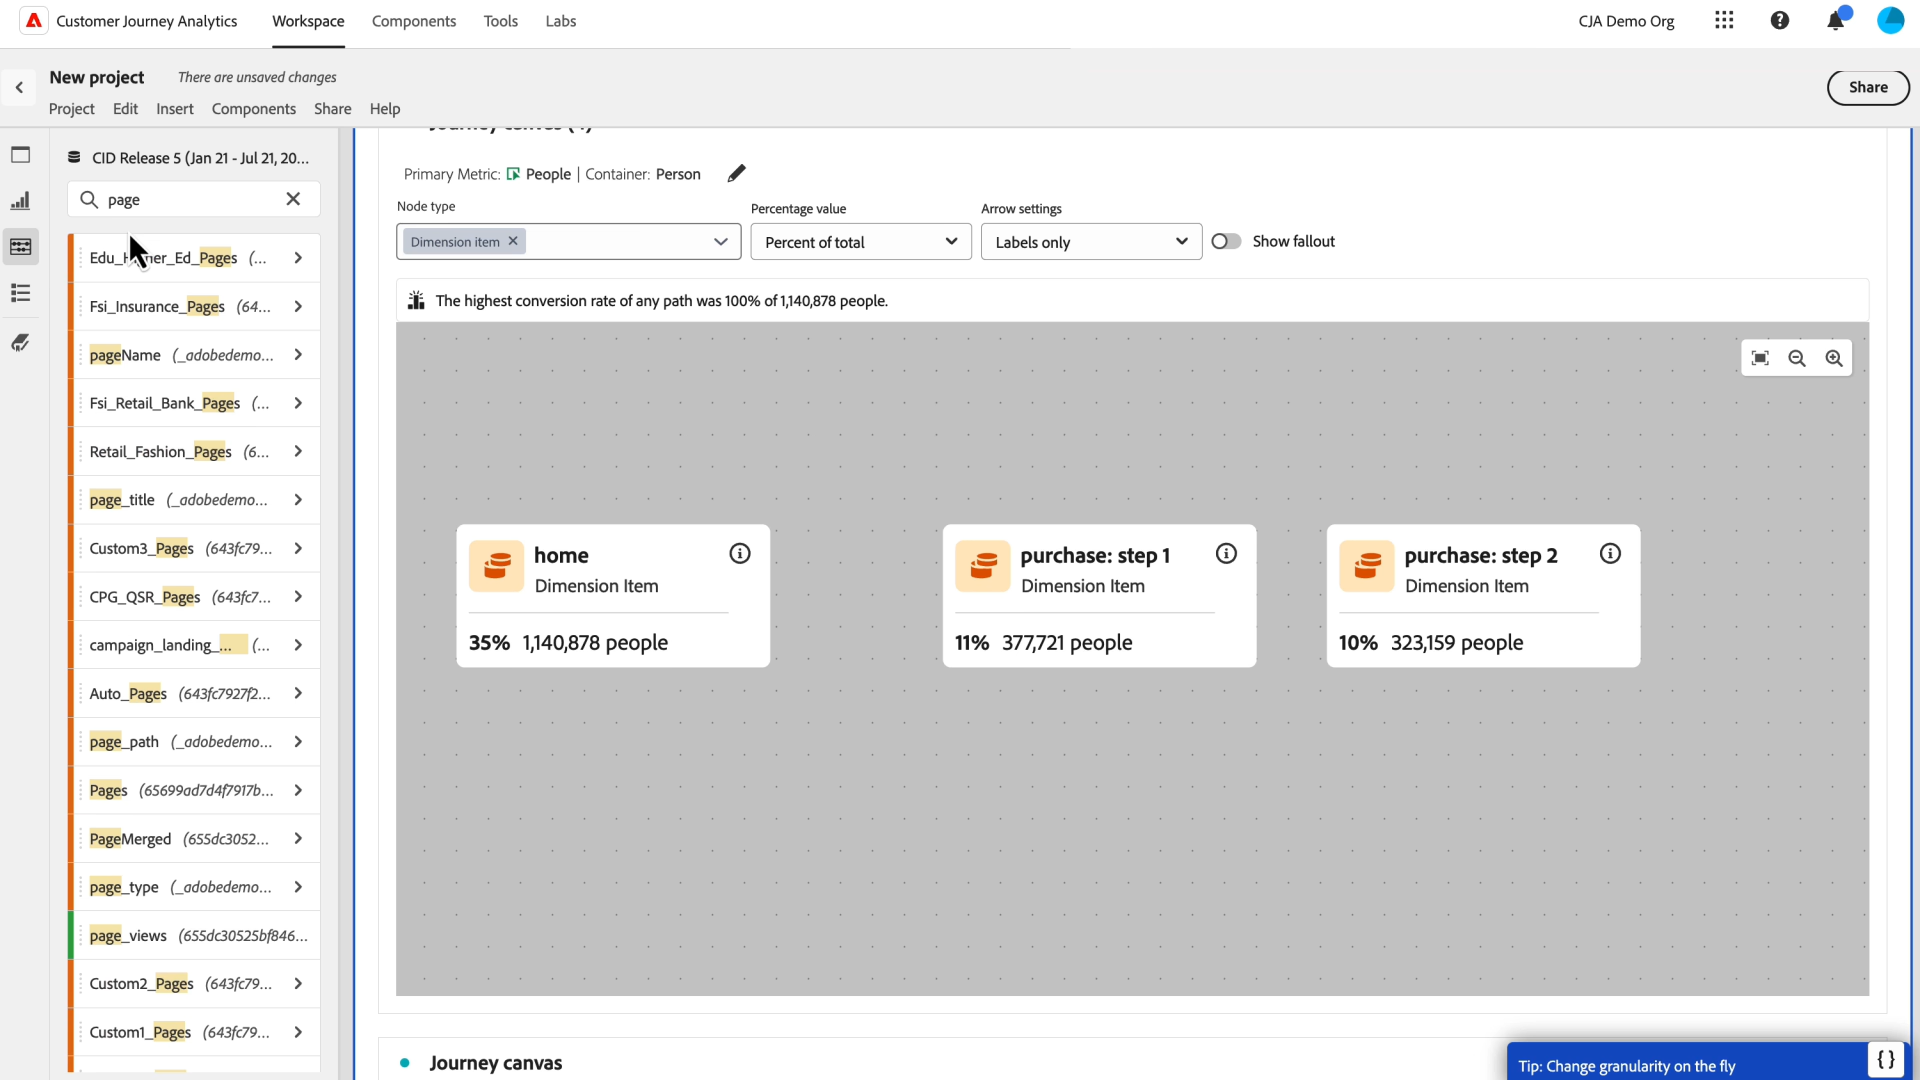 Customer Journey Analytics Workspace Components Tools Labs CJA Demo Org
New project There are unsaved changes
Project Edit Insert Components Share Help
Share
CID Release 5 (Jan 21 - Jul 21, 20...
page
Edu_H her_Ed_Pages (...
Fsi_Insurance_Pages (64...
pageName (_adobedemo...
Fsi_Retail_Bank_Pages (...
Retail_Fashion_Pages (6...
page_title (_adobedemo...
Custom3_Pages (643fc79...
CPG_QSR_Pages (643fc7...
campaign_landing_... (...
Auto_Pages (643fc7927f2...
page_path (_adobedemo...
Pages (65699ad7d4f7917b...
PageMerged (655dc3052...
page_type (_adobedemo...
page_views (655dc30525bf846...
Custom2_Pages (643fc79...
Custom1_Pages (643fc79...
Primary Metric: People | Container: Person
Node type
Dimension item
Percentage value
Percent of total
Arrow settings
Labels only
Show fallout
The highest conversion rate of any path was 100% of 1,140,878 people.
home
Dimension Item
35% 1,140,878 people
purchase: step 1
Dimension Item
11% 377,721 people
purchase: step 2
Dimension Item
10% 323,159 people
Journey canvas
Tip: Change granularity on the fly